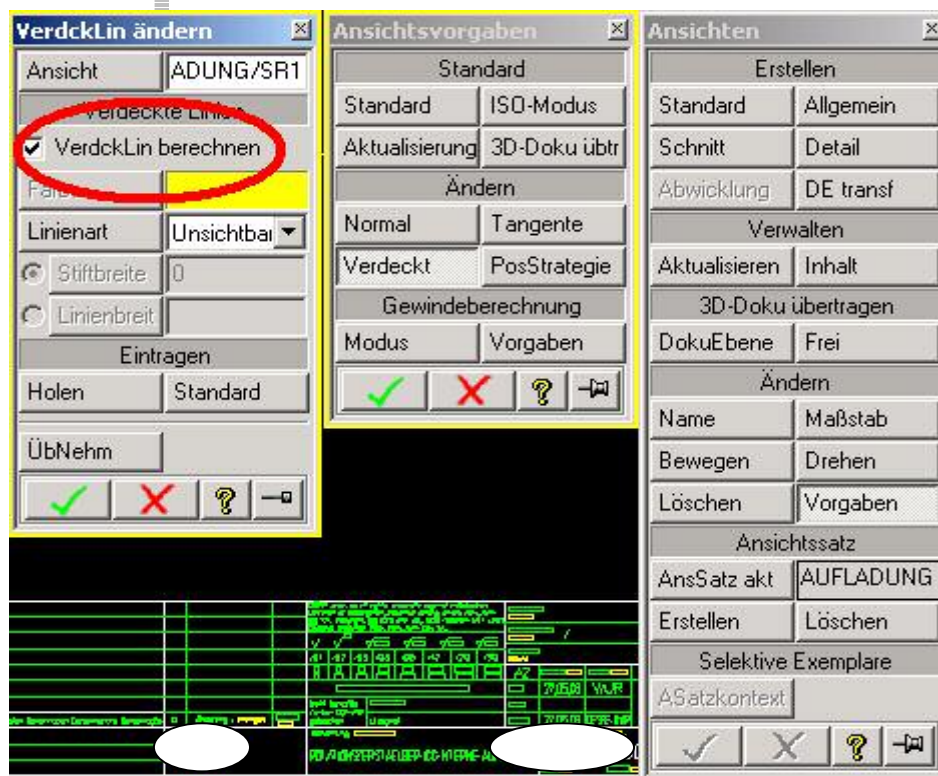 VerdckLin ändern
Ansicht ADUNG/SR1
Verdeckte Linien
VerdckLin berechnen
Linienart Unsichtbar
Stiftbreite 0
Linienbreit
Eintragen
Holen Standard
ÜbNehm
Ansichtsvorgaben
Standard
Standard ISO-Modus
Aktualisierung 3D-Doku übtr
Ändern
Normal Tangente
Verdeckt PosStrategie
Gewindeberechnung
Modus Vorgaben
Ansichten
Erstellen
Standard Allgemein
Schnitt Detail
Abwicklung DE transf
Verwalten
Aktualisieren Inhalt
3D-Doku übertragen
DokuEbene Frei
Ändern
Name Maßstab
Bewegen Drehen
Löschen Vorgaben
Ansichtssatz
AnsSatz akt AUFLADUNG
Erstellen Löschen
Selektive Exemplare
ASatzkontext
AZ